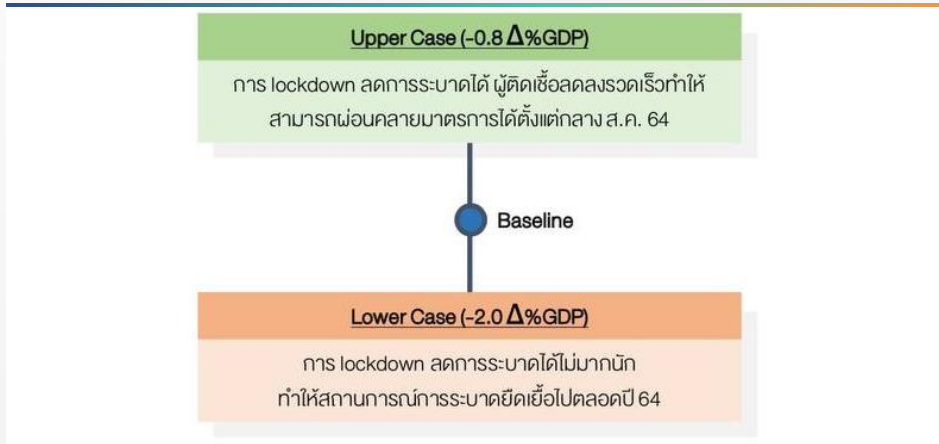 Upper Case (-0.8 Δ%GDP)
การ lockdown ลดการระบาดได้ ผู้ติดเชื้อลดลงรวดเร็วทำให้
สามารถผ่อนคลายมาตรการได้ตั้งแต่กลาง ส.ค. 64
Baseline
Lower Case (-2.0 Δ%GDP)
การ lockdown ลดการระบาดได้ไม่มากนัก
ทำให้สถานการณ์การระบาดยืดเยื้อไปตลอดปี 64